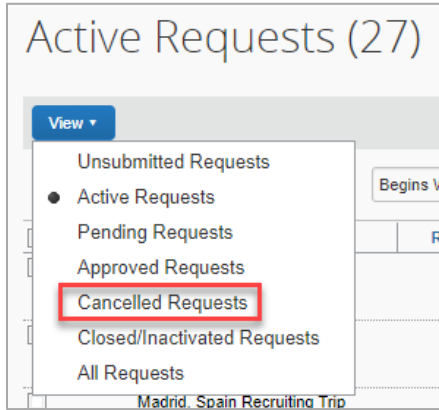 Active Requests (27)
View
Unsubmitted Requests
Begins
Active Requests
Pending Requests
Approved Requests
Cancelled Requests
Closed/Inactivated Requests
All Requests
Madrid, Spain Recruiting Trip